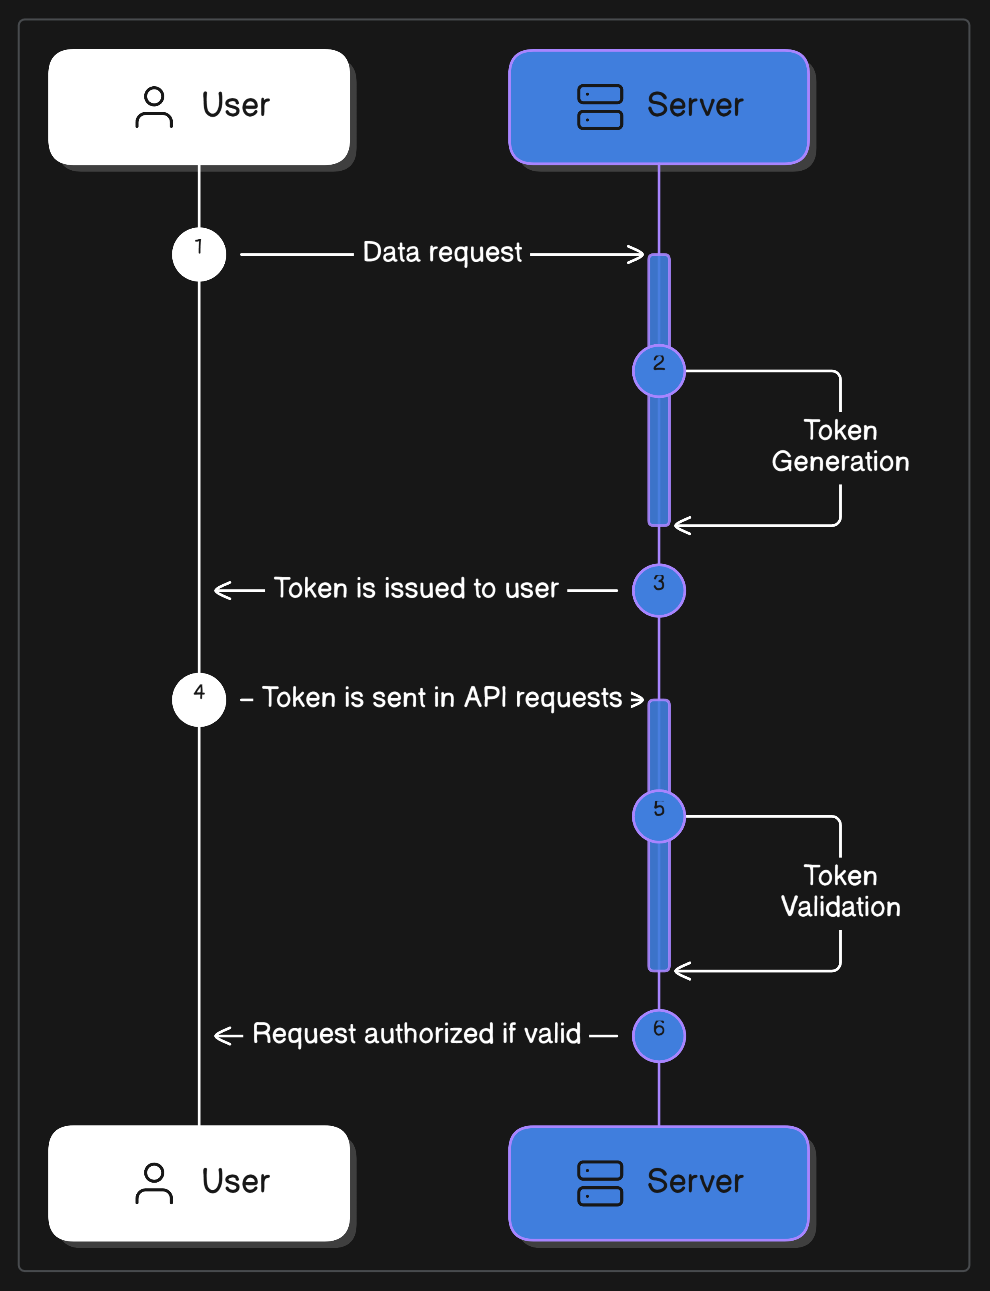 User
Server
1
Data request
2
Token
Generation
3
Token is issued to user
4
Token is sent in API requests
5
Token
Validation
6
Request authorized if valid
User
Server